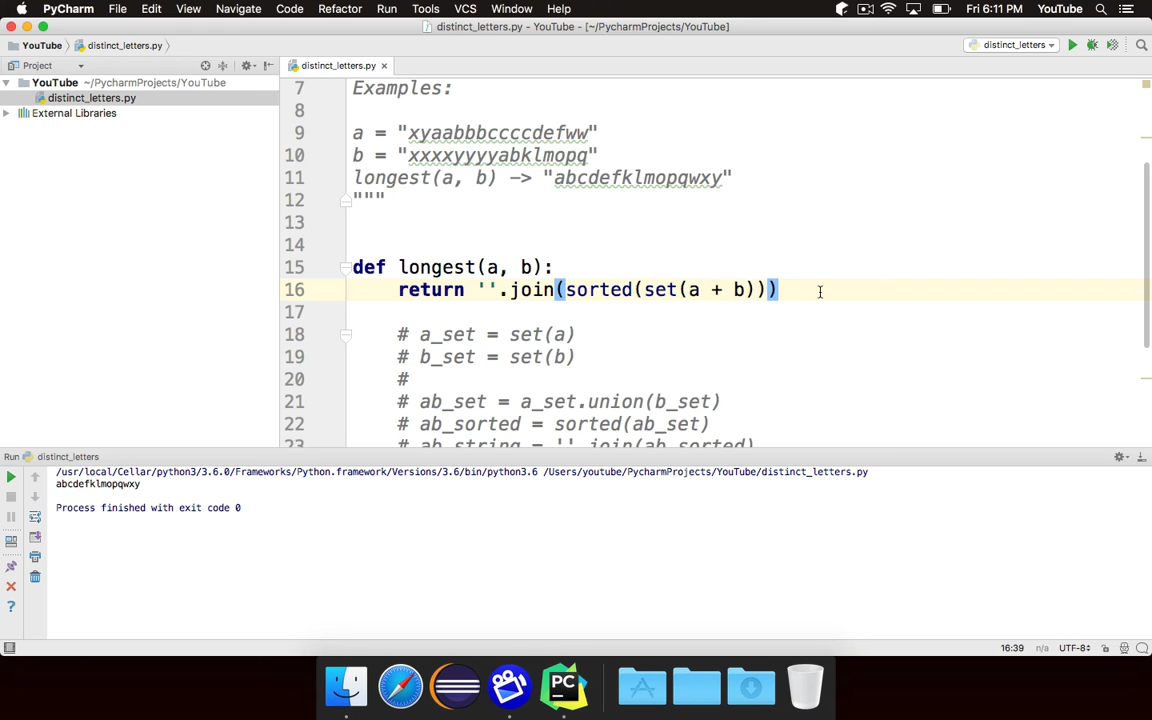 PyCharm File Edit View Navigate Code Refactor Run Tools VCS Window Help Fri 6:11 PM YouTube
distinct_letters.py - YouTube - [~/PycharmProjects/YouTube]
YouTube distinct_letters.py distinct_letters
Project distinct_letters.py
YouTube ~/PycharmProjects/YouTube
distinct_letters.py
External Libraries
7 Examples:
8
9 a = "xyaabbbccccdefww"
10 b = "xxxxyyyyabklmopq"
11 longest(a, b) -> "abcdefklmopqwxy"
12 """
13
14
15 def longest(a, b):
16 return ''.join(sorted(set(a + b)))
17
18 # a_set = set(a)
19 # b_set = set(b)
20 #
21 # ab_set = a_set.union(b_set)
22 # ab_sorted = sorted(ab_set)
23 # ab_string = ''.join(ab_sorted)
Run distinct_letters
/usr/local/Cellar/python3/3.6.0/Frameworks/Python.framework/Versions/3.6/bin/python3.6 /Users/youtube/PycharmProjects/YouTube/distinct_letters.py
abcdefklmopqwxy
Process finished with exit code 0
16:39 n/a UTF-8
PC